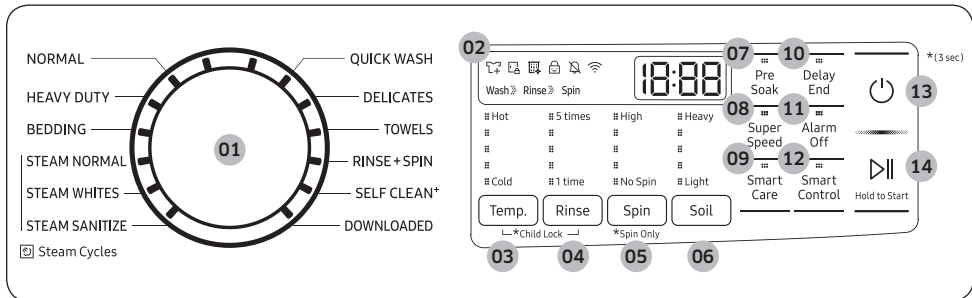 NORMAL
HEAVY DUTY
BEDDING
STEAM NORMAL
STEAM WHITES
STEAM SANITIZE
Steam Cycles
01
QUICK WASH
DELICATES
TOWELS
RINSE+SPIN
SELF CLEAN+
DOWNLOADED
02
Wash» Rinse» Spin
18:88
Hot 5 times High Heavy
Cold 1 time No Spin Light
Temp. Rinse Spin Soil
*Child Lock *Spin Only
03 04 05 06
07 10
Pre Soak
Delay End
08 11
Super Speed
Alarm Off
09 12
Smart Care
Smart Control
*(3 sec)
13
14
Hold to Start